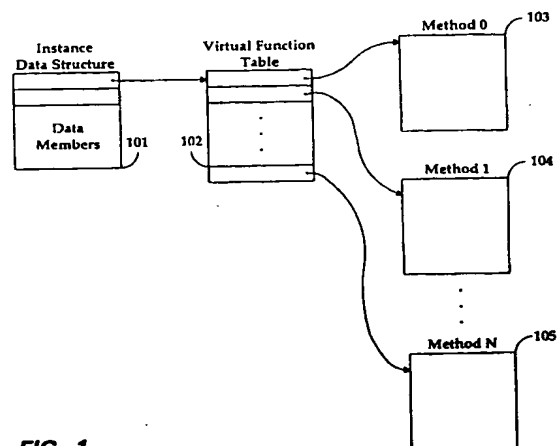 Instance
Data Structure
Data
Members
101
Virtual Function
Table
102
Method 0
103
Method 1
104
Method N
105
FIG. 1